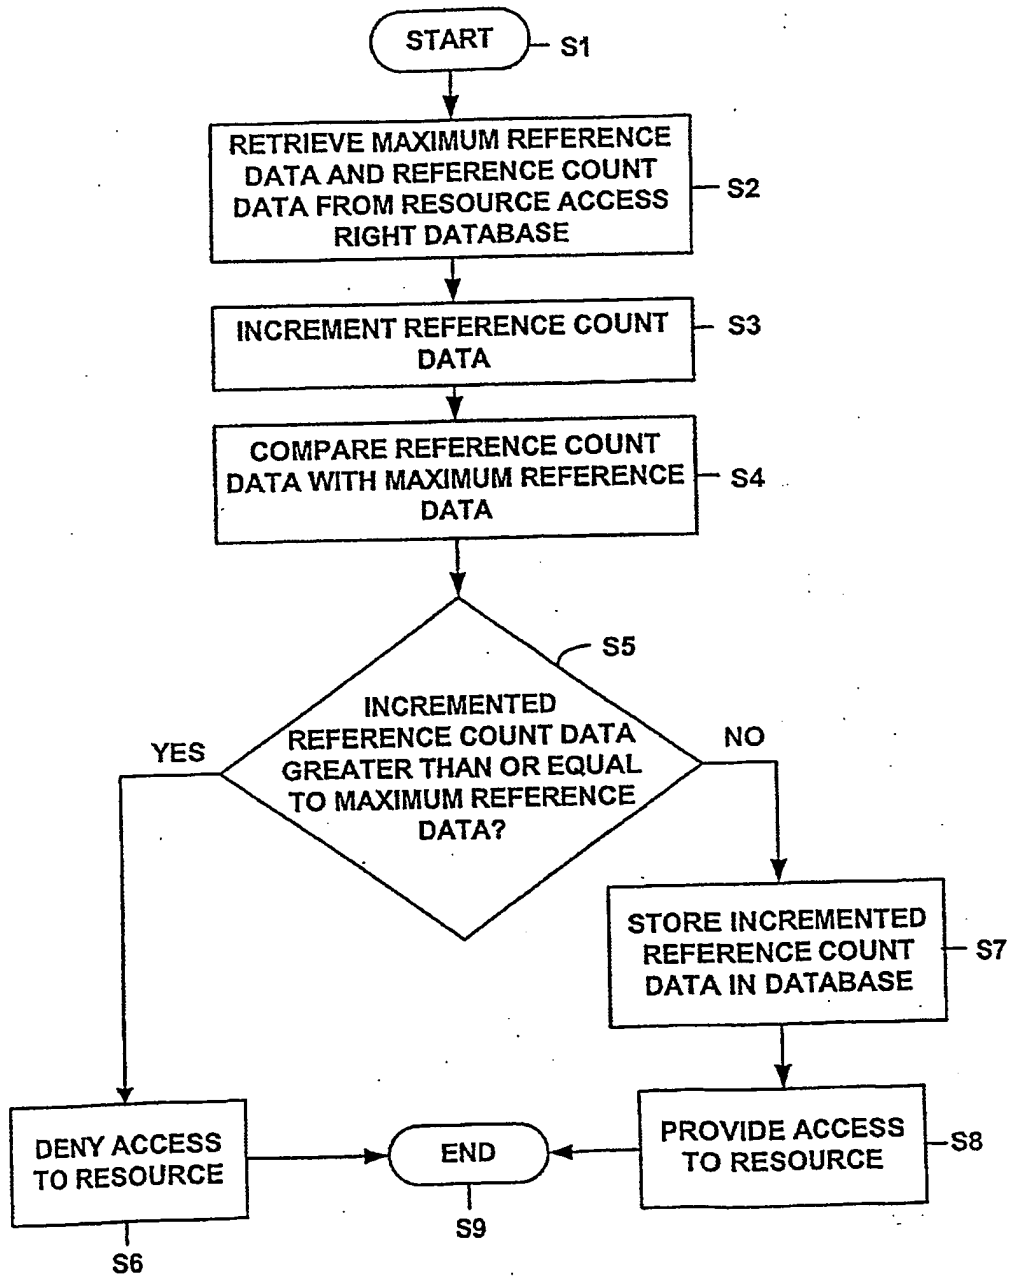 START
S1
RETRIEVE MAXIMUM REFERENCE
DATA AND REFERENCE COUNT
DATA FROM RESOURCE ACCESS
RIGHT DATABASE
S2
INCREMENT REFERENCE COUNT
DATA
S3
COMPARE REFERENCE COUNT
DATA WITH MAXIMUM REFERENCE
DATA
S4
S5
INCREMENTED
REFERENCE COUNT DATA
GREATER THAN OR EQUAL
TO MAXIMUM REFERENCE
DATA?
YES
NO
STORE INCREMENTED
REFERENCE COUNT
DATA IN DATABASE
S7
DENY ACCESS
TO RESOURCE
S6
END
S9
PROVIDE ACCESS
TO RESOURCE
S8